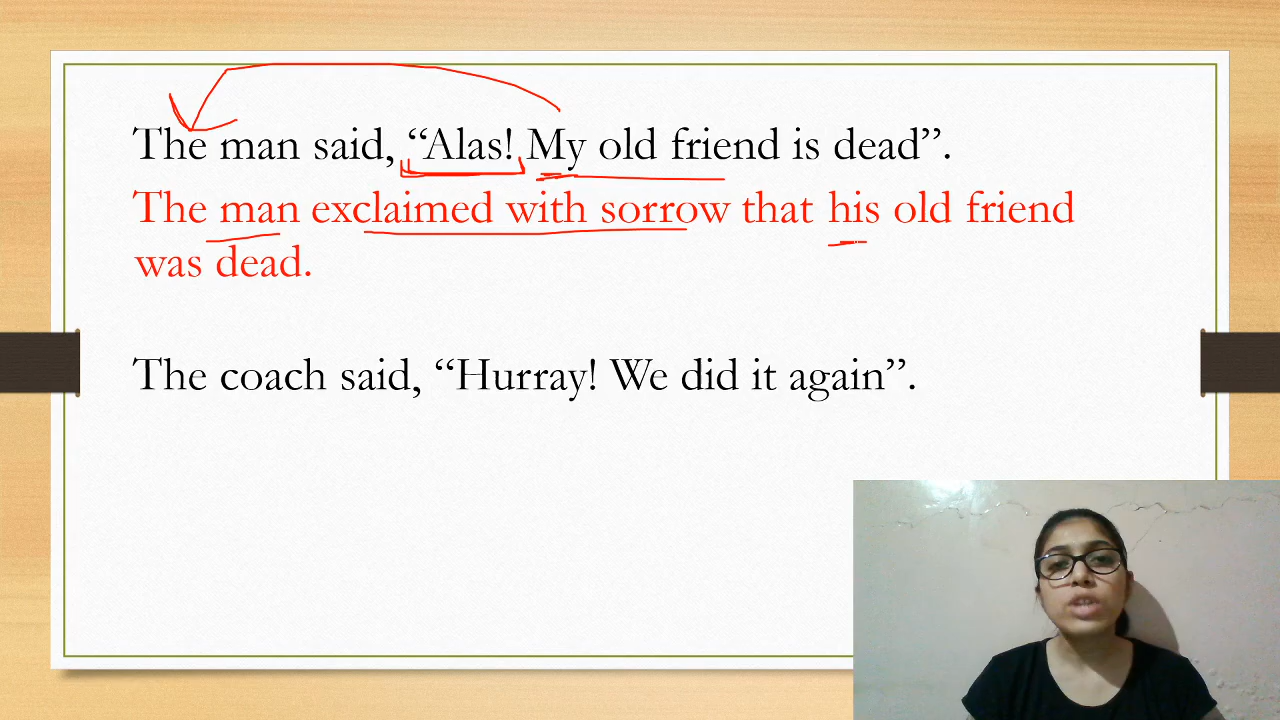 The man said, “Alas! My old friend is dead”.
The man exclaimed with sorrow that his old friend
was dead.
The coach said, “Hurray! We did it again”.